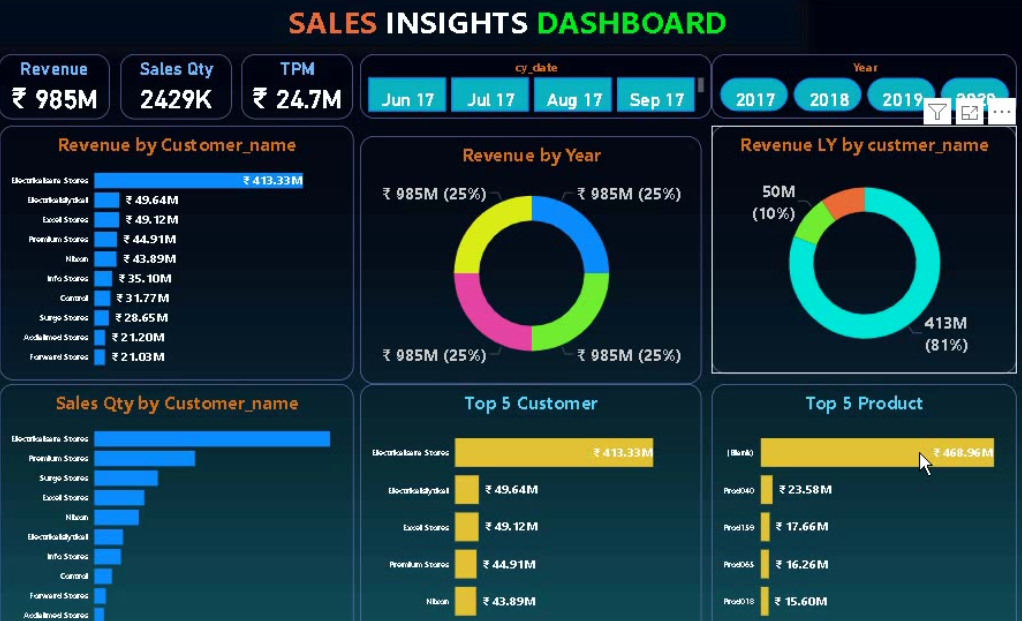 SALES INSIGHTS DASHBOARD
Revenue
₹ 985M
Sales Qty
2429K
TPM
₹ 24.7M
cy_date
Jun 17
Jul 17
Aug 17
Sep 17
Year
2017
2018
2019
2020
Revenue by Customer_name
Electricalsara Stores ₹ 413.33M
Electricalslytical ₹ 49.64M
Excel Stores ₹ 49.12M
Premium Stores ₹ 44.91M
Nixon ₹ 43.89M
Info Stores ₹ 35.10M
Control ₹ 31.77M
Surge Stores ₹ 28.65M
Acclaimed Stores ₹ 21.20M
Forward Stores ₹ 21.03M
Revenue by Year
₹ 985M (25%)
₹ 985M (25%)
₹ 985M (25%)
₹ 985M (25%)
Revenue LY by custmer_name
50M
(10%)
413M
(81%)
Sales Qty by Customer_name
Electricalsara Stores
Premium Stores
Surge Stores
Excel Stores
Nixon
Electricalslytical
Info Stores
Control
Forward Stores
Acclaimed Stores
Top 5 Customer
Electricalsara Stores ₹ 413.33M
Electricalslytical ₹ 49.64M
Excel Stores ₹ 49.12M
Premium Stores ₹ 44.91M
Nixon ₹ 43.89M
Top 5 Product
(Blank) ₹ 468.96M
Prod040 ₹ 23.58M
Prod159 ₹ 17.66M
Prod065 ₹ 16.26M
Prod018 ₹ 15.60M